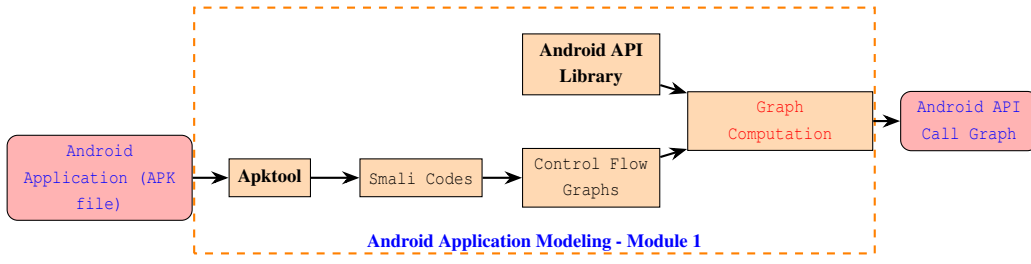 Android
Application (APK
file)
Apktool
Smali Codes
Android API
Library
Control Flow
Graphs
Graph
Computation
Android API
Call Graph
Android Application Modeling - Module 1